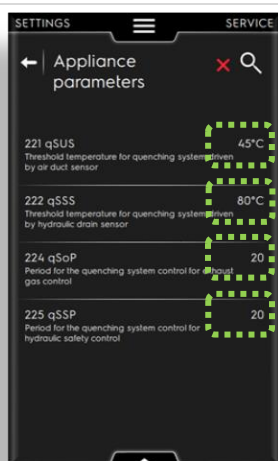 SETTINGS SERVICE
Appliance
parameters
221 qSUS 45°C
Threshold temperature for quenching system driven
by air duct sensor
222 qSSS 80°C
Threshold temperature for quenching system driven
by hydraulic drain sensor
224 qSoP 20
Period for the quenching system control for exhaust
gas control
225 qSSP 20
Period for the quenching system control for
hydraulic safety control